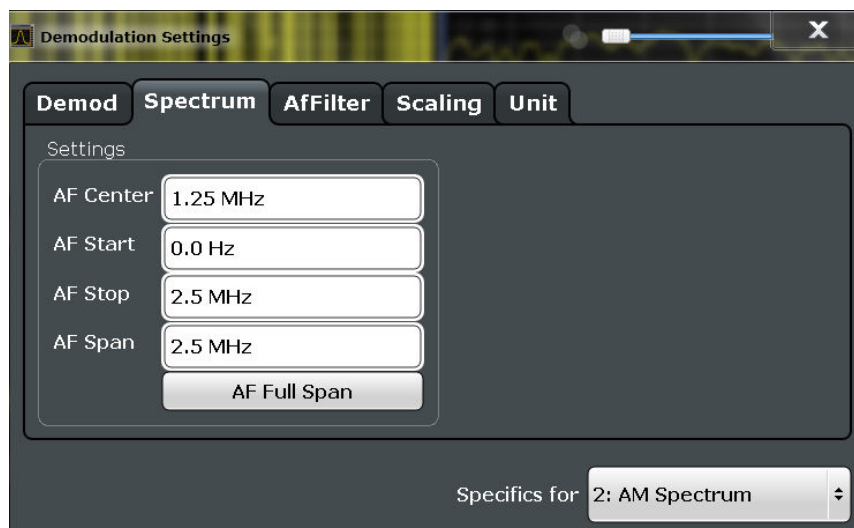 Demodulation Settings
X
Demod Spectrum AfFilter Scaling Unit
Settings
AF Center 1.25 MHz
AF Start 0.0 Hz
AF Stop 2.5 MHz
AF Span 2.5 MHz
AF Full Span
Specifics for 2: AM Spectrum